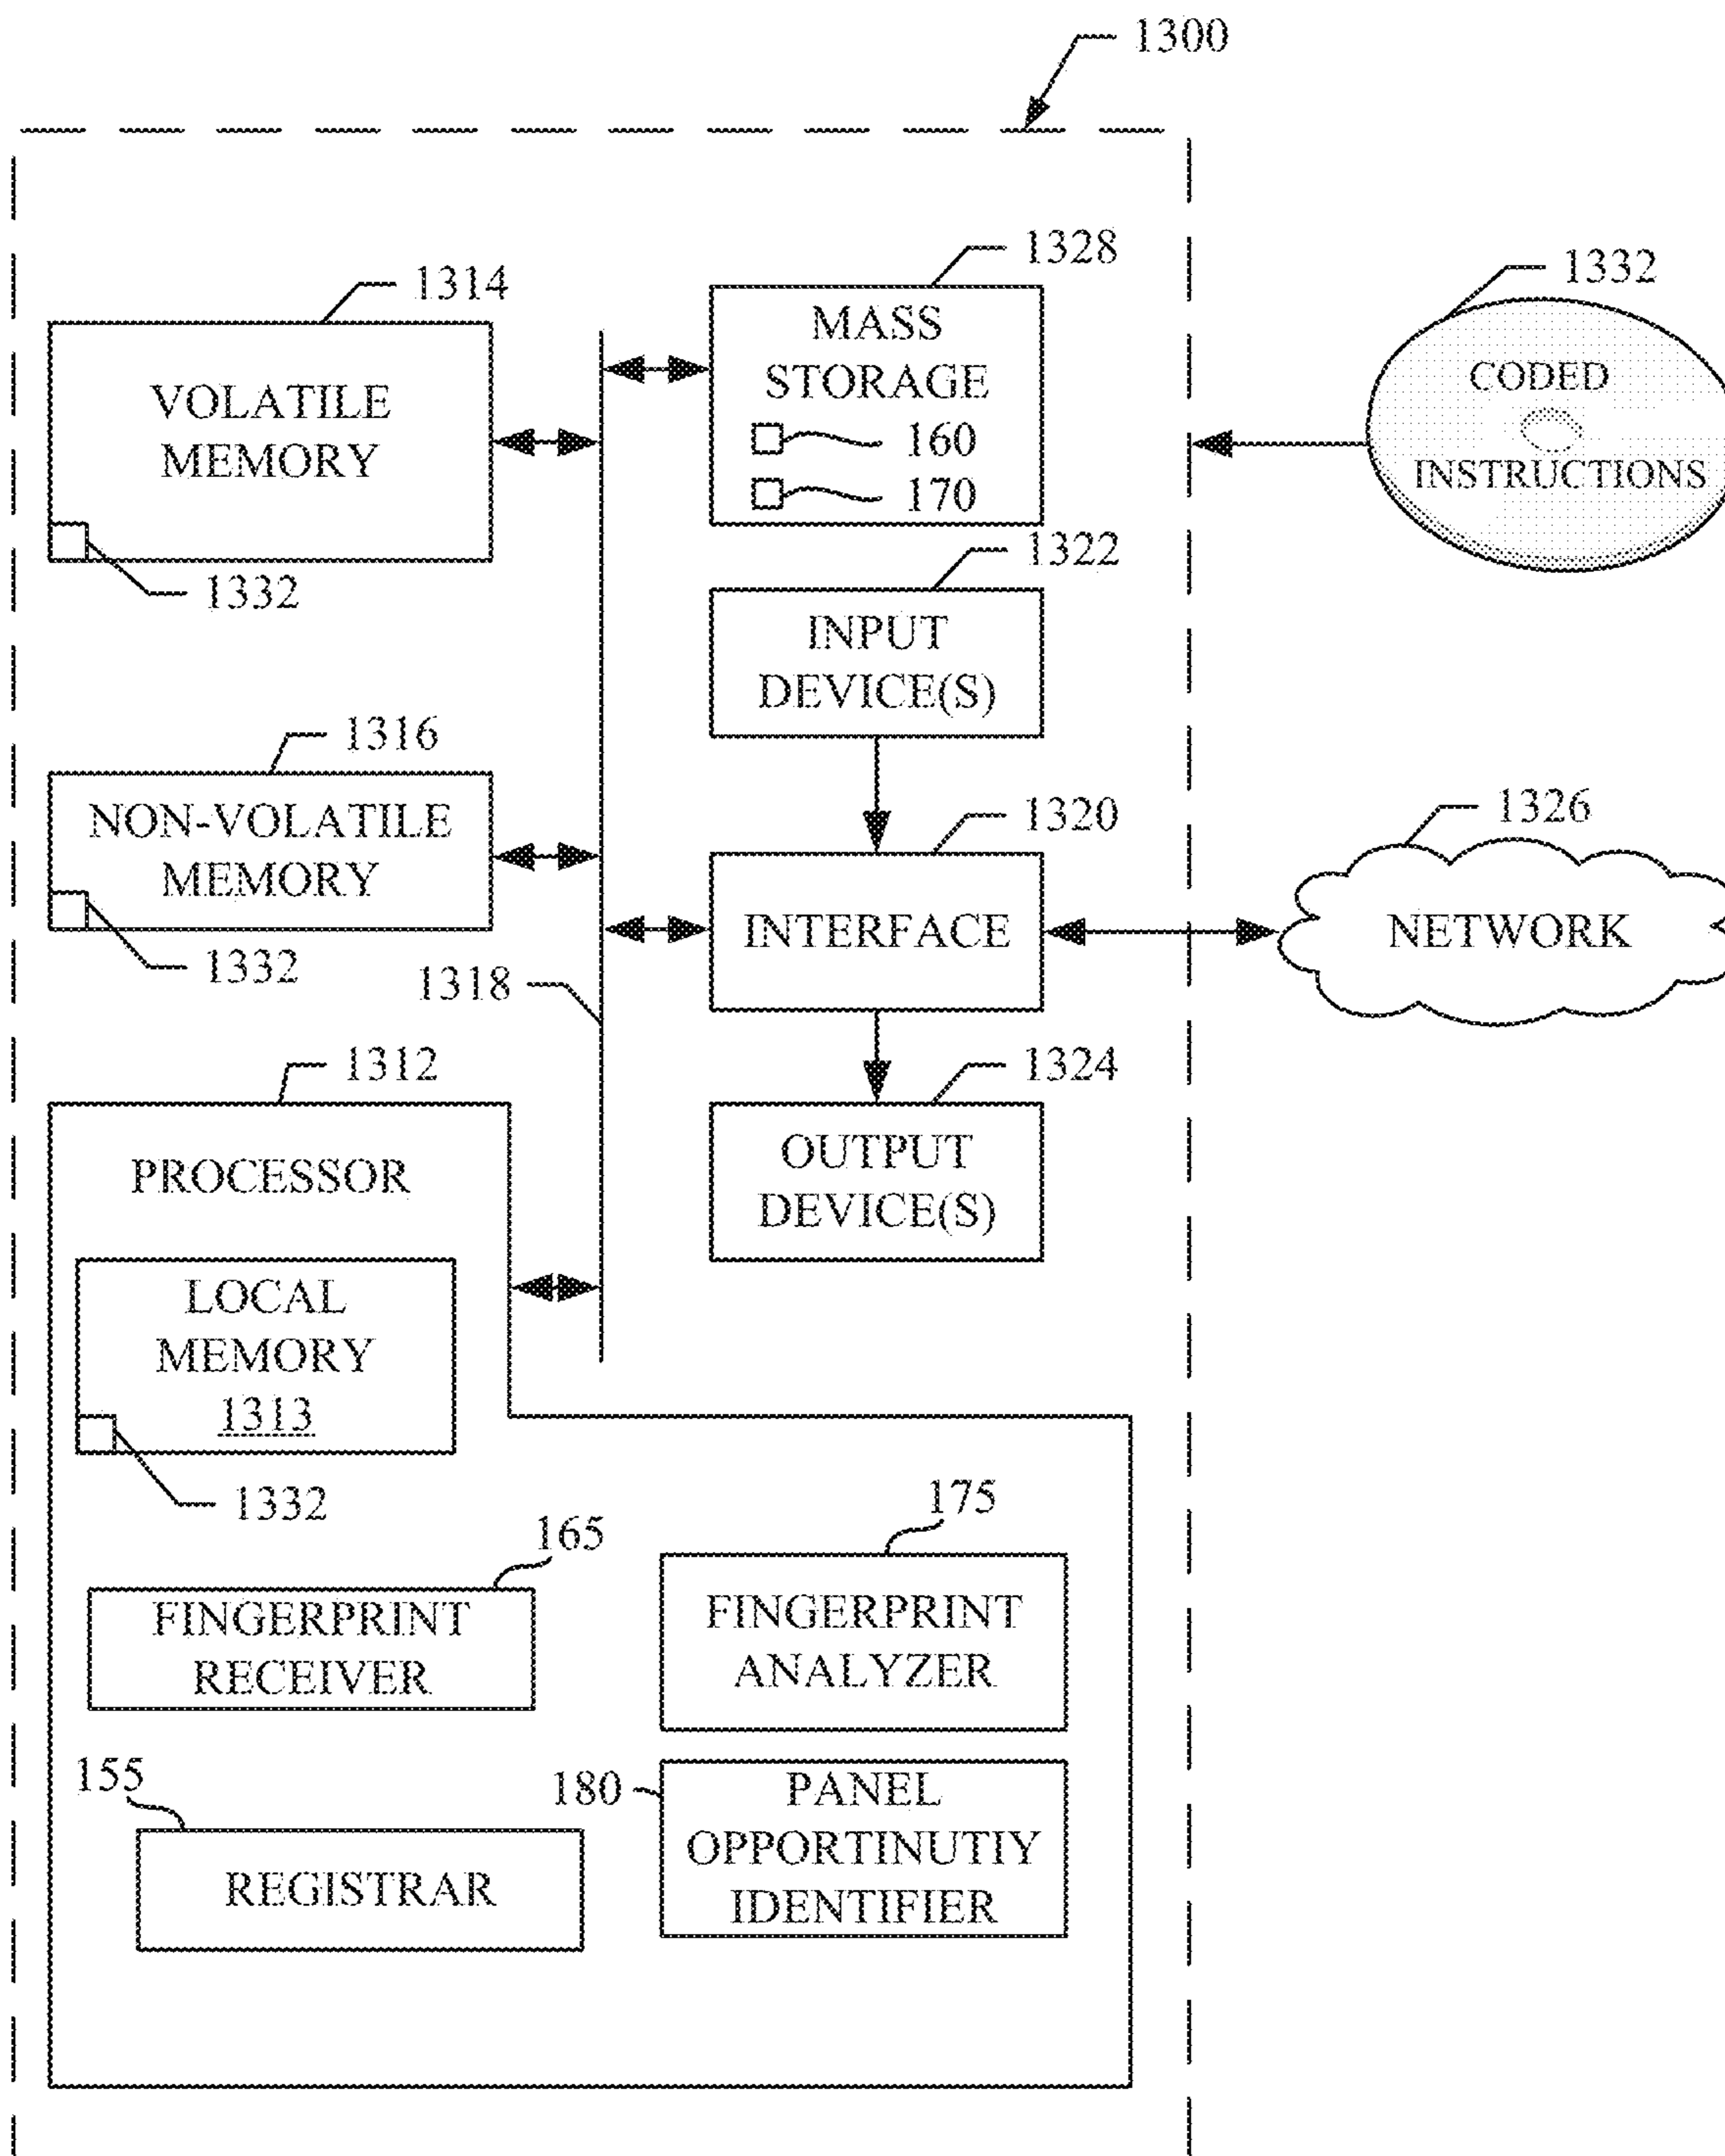 1300
1328
1332
1314
MASS
STORAGE
160
170
CODED
INSTRUCTIONS
VOLATILE
MEMORY
1332
1322
INPUT
DEVICE(S)
1316
NON-VOLATILE
MEMORY
1332
1320
INTERFACE
1326
NETWORK
1318
1312
1324
PROCESSOR
OUTPUT
DEVICE(S)
LOCAL
MEMORY
1313
1332
165
FINGERPRINT
RECEIVER
175
FINGERPRINT
ANALYZER
155
REGISTRAR
180
PANEL
OPPORTINUTIY
IDENTIFIER